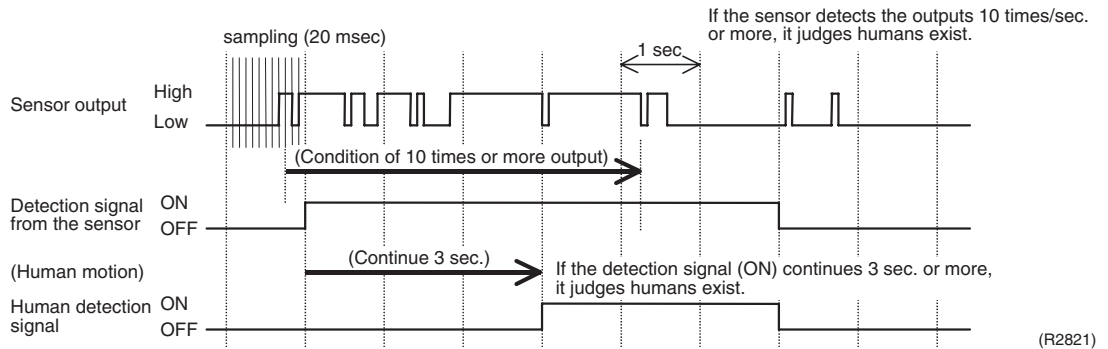 If the sensor detects the outputs 10 times/sec.
or more, it judges humans exist.
sampling (20 msec)
1 sec
Sensor output
High
Low
(Condition of 10 times or more output)
Detection signal
from the sensor
ON
OFF
(Human motion)
(Continue 3 sec.)
If the detection signal (ON) continues 3 sec. or more,
it judges humans exist.
Human detection
signal
ON
OFF
(R2821)